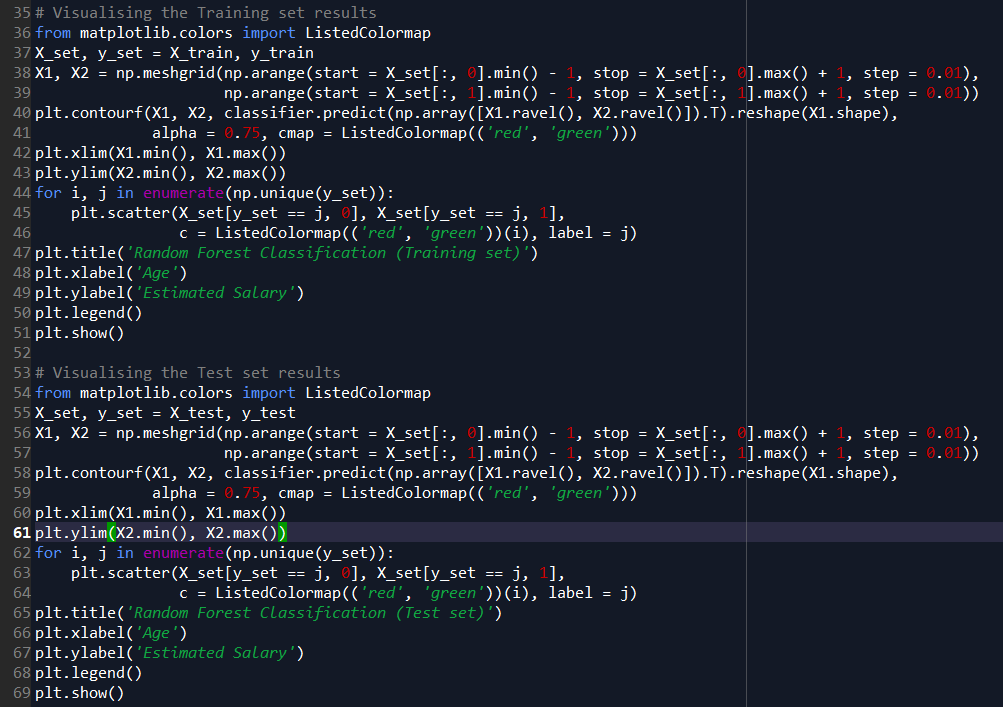 35 # Visualising the Training set results
36 from matplotlib.colors import ListedColormap
37 X_set, y_set = X_train, y_train
38 X1, X2 = np.meshgrid(np.arange(start = X_set[:, 0].min() - 1, stop = X_set[:, 0].max() + 1, step = 0.01),
39                      np.arange(start = X_set[:, 1].min() - 1, stop = X_set[:, 1].max() + 1, step = 0.01))
40 plt.contourf(X1, X2, classifier.predict(np.array([X1.ravel(), X2.ravel()]).T).reshape(X1.shape),
41              alpha = 0.75, cmap = ListedColormap(('red', 'green')))
42 plt.xlim(X1.min(), X1.max())
43 plt.ylim(X2.min(), X2.max())
44 for i, j in enumerate(np.unique(y_set)):
45     plt.scatter(X_set[y_set == j, 0], X_set[y_set == j, 1],
46                 c = ListedColormap(('red', 'green'))(i), label = j)
47 plt.title('Random Forest Classification (Training set)')
48 plt.xlabel('Age')
49 plt.ylabel('Estimated Salary')
50 plt.legend()
51 plt.show()
52
53 # Visualising the Test set results
54 from matplotlib.colors import ListedColormap
55 X_set, y_set = X_test, y_test
56 X1, X2 = np.meshgrid(np.arange(start = X_set[:, 0].min() - 1, stop = X_set[:, 0].max() + 1, step = 0.01),
57                      np.arange(start = X_set[:, 1].min() - 1, stop = X_set[:, 1].max() + 1, step = 0.01))
58 plt.contourf(X1, X2, classifier.predict(np.array([X1.ravel(), X2.ravel()]).T).reshape(X1.shape),
59              alpha = 0.75, cmap = ListedColormap(('red', 'green')))
60 plt.xlim(X1.min(), X1.max())
61 plt.ylim(X2.min(), X2.max())
62 for i, j in enumerate(np.unique(y_set)):
63     plt.scatter(X_set[y_set == j, 0], X_set[y_set == j, 1],
64                 c = ListedColormap(('red', 'green'))(i), label = j)
65 plt.title('Random Forest Classification (Test set)')
66 plt.xlabel('Age')
67 plt.ylabel('Estimated Salary')
68 plt.legend()
69 plt.show()